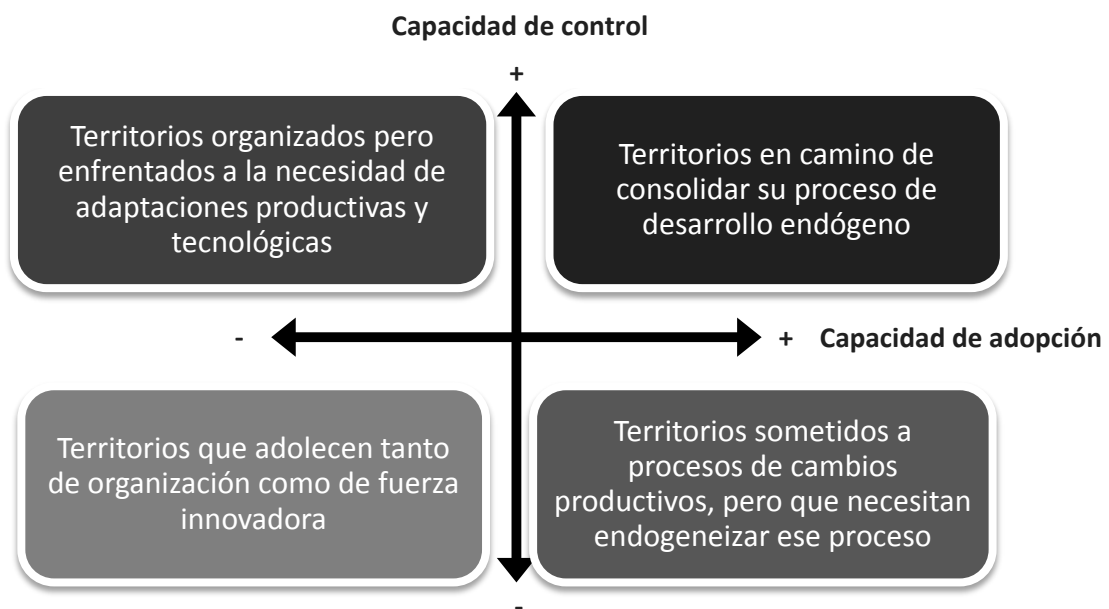 Capacidad de control
+
Territorios organizados pero
enfrentados a la necesidad de
adaptaciones productivas y
tecnológicas
Territorios en camino de
consolidar su proceso de
desarrollo endógeno
-
+ Capacidad de adopción
Territorios que adolecen tanto
de organización como de fuerza
innovadora
Territorios sometidos a
procesos de cambios
productivos, pero que necesitan
endogeneizar ese proceso
-